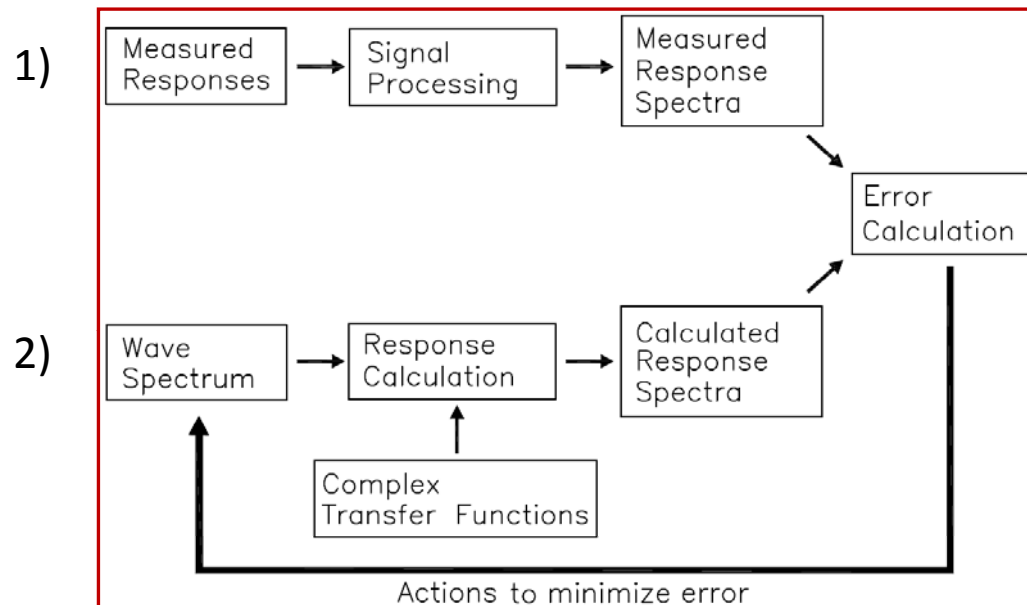 1)
Measured
Responses
Signal
Processing
Measured
Response
Spectra
Error
Calculation
2)
Wave
Spectrum
Response
Calculation
Calculated
Response
Spectra
Complex
Transfer Functions
Actions to minimize error